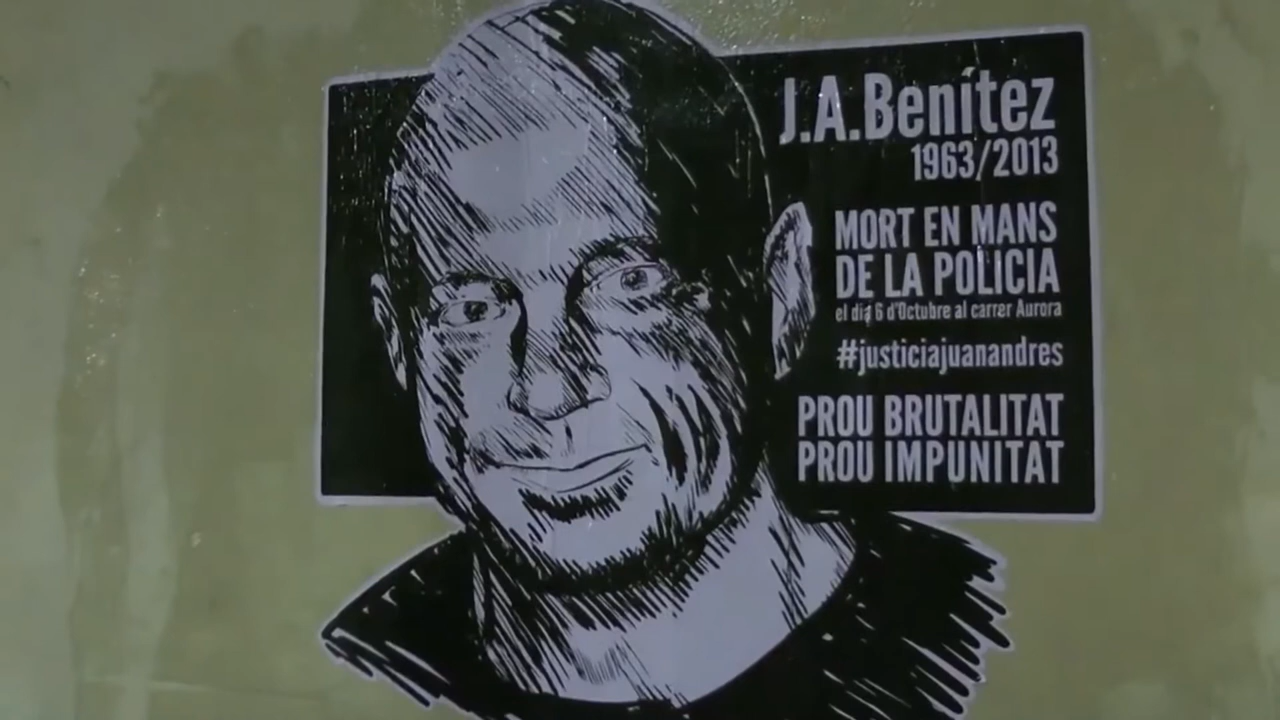 J.A.Benítez
1963/2013
MORT EN MANS
DE LA POLICIA
el dia 6 d'Octubre al carrer Aurora
#justiciajuanandres
PROU BRUTALITAT
PROU IMPUNITAT